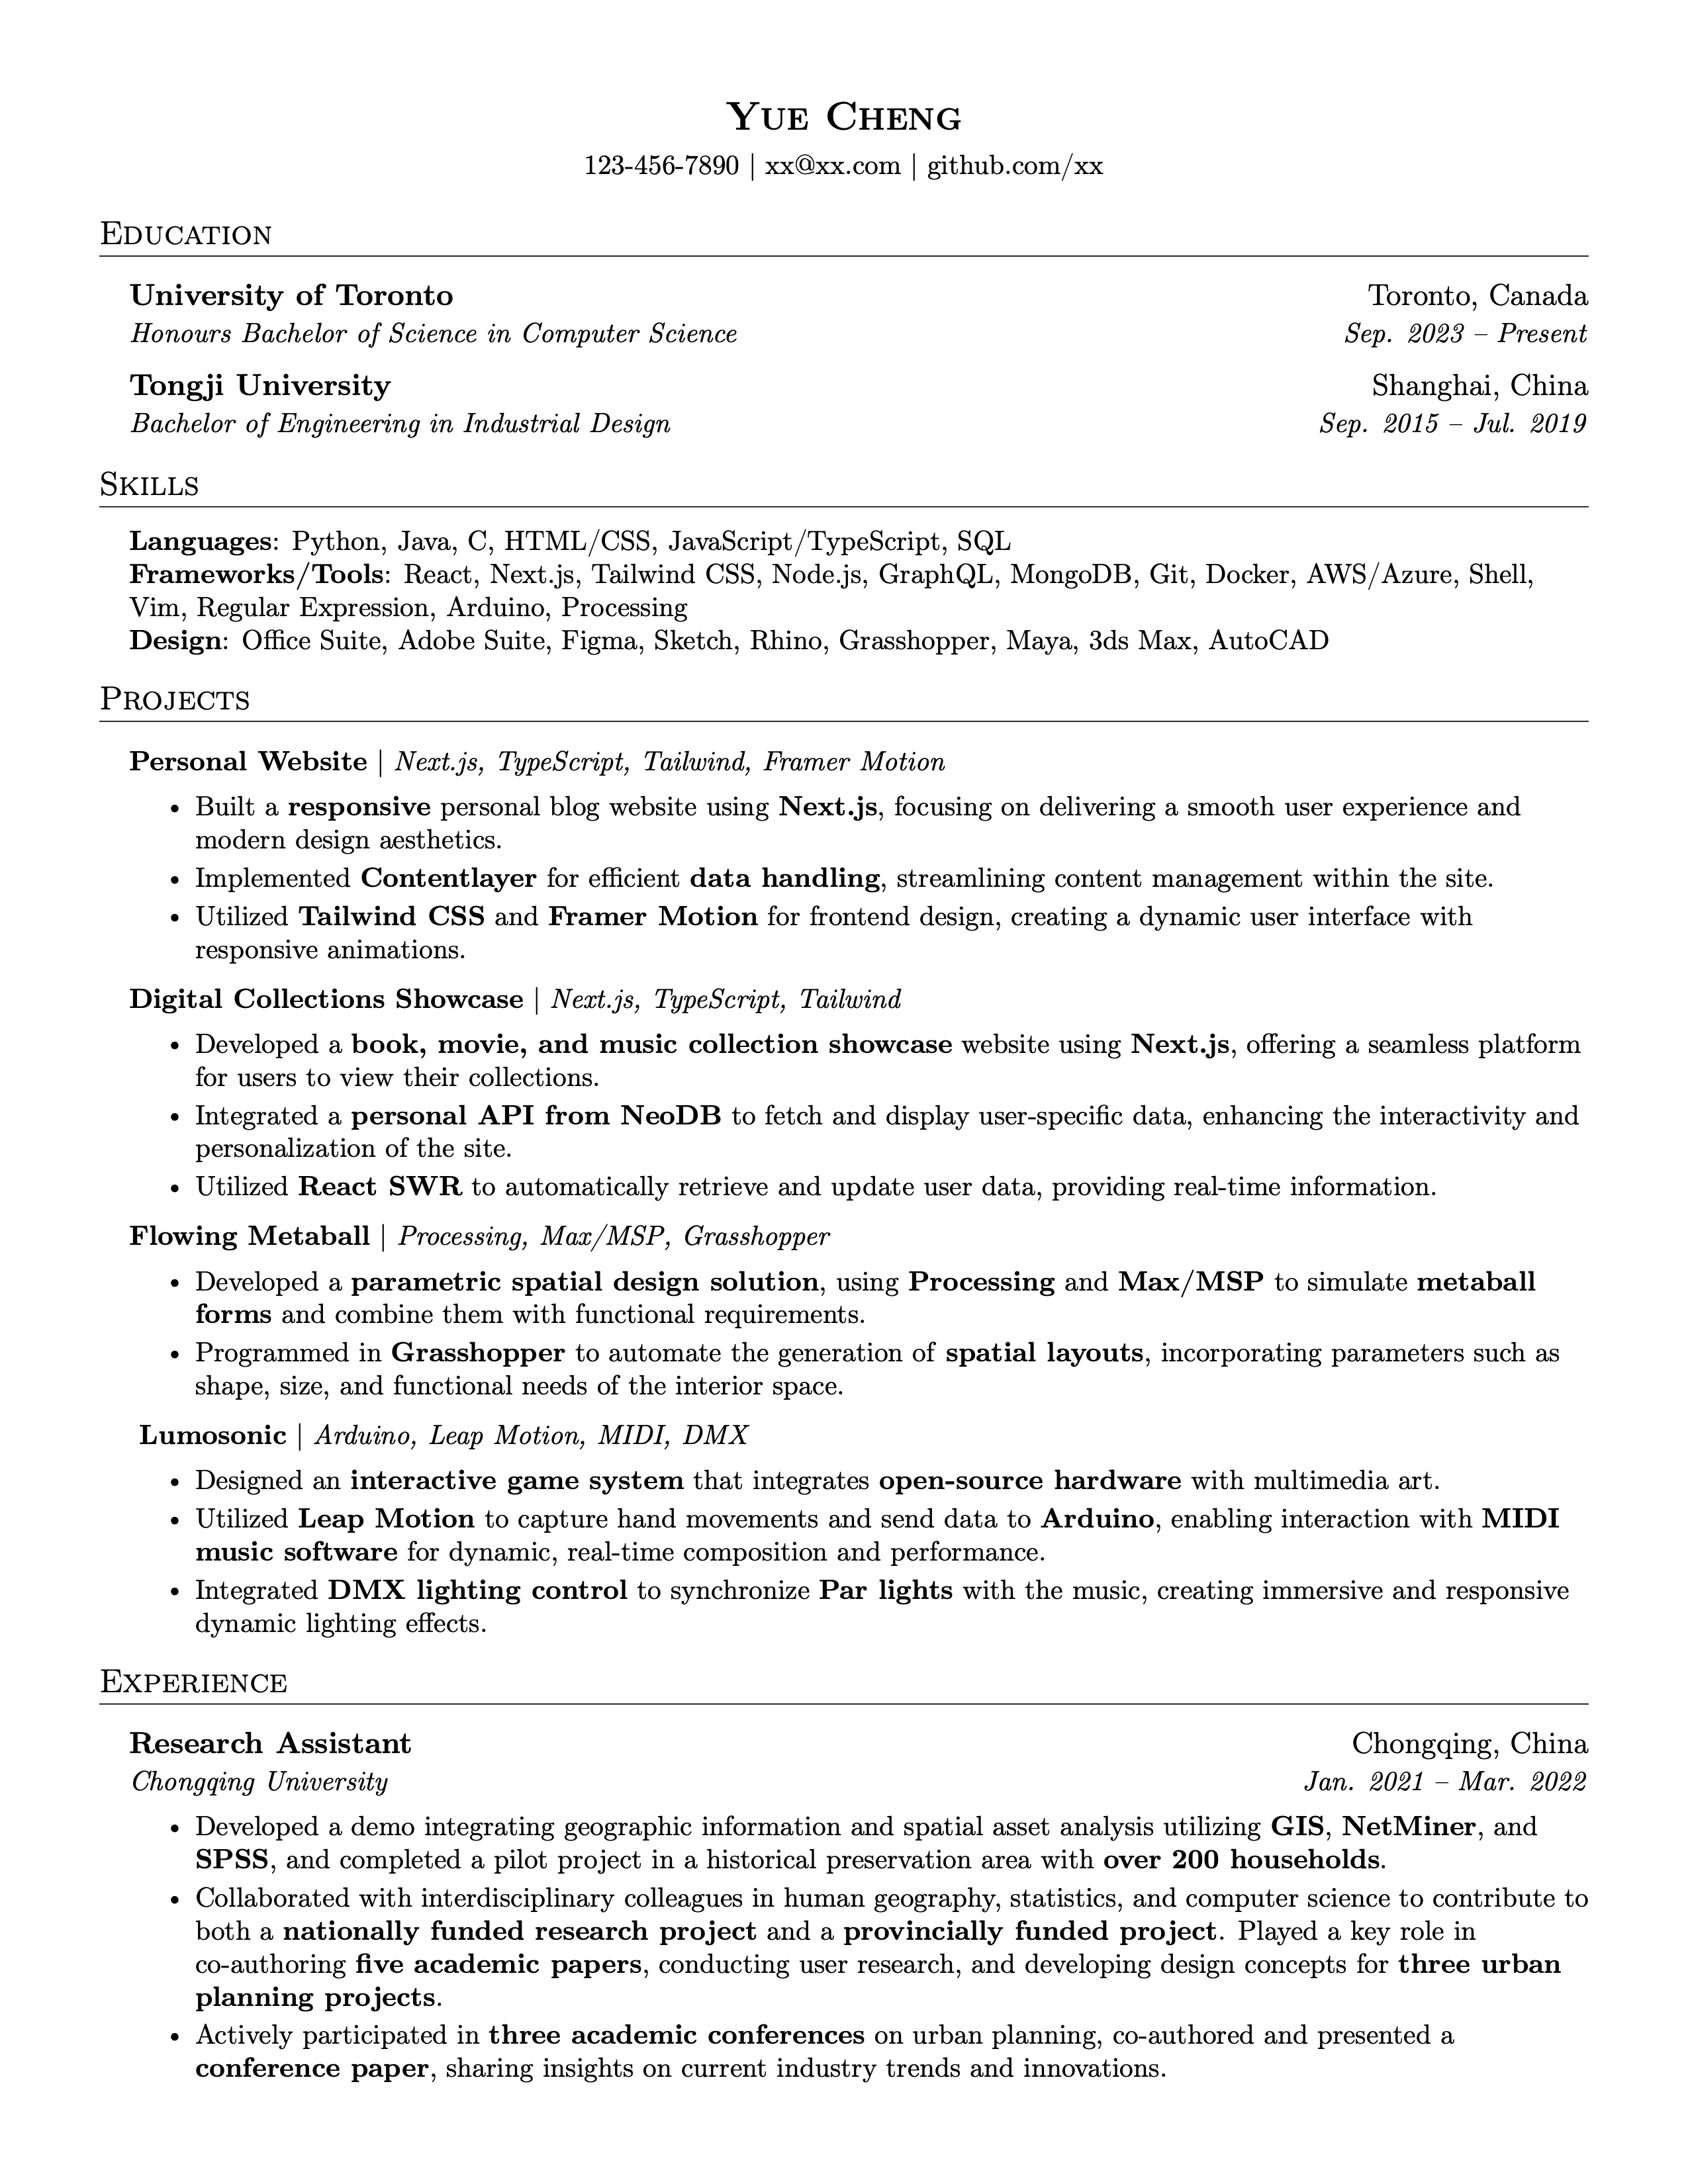 Yue Cheng
123-456-7890 | xx@xx.com | github.com/xx
Education
University of Toronto Toronto, Canada
Honours Bachelor of Science in Computer Science Sep. 2023 – Present
Tongji University Shanghai, China
Bachelor of Engineering in Industrial Design Sep. 2015 – Jul. 2019
Skills
Languages: Python, Java, C, HTML/CSS, JavaScript/TypeScript, SQL
Frameworks/Tools: React, Next.js, Tailwind CSS, Node.js, GraphQL, MongoDB, Git, Docker, AWS/Azure, Shell,
Vim, Regular Expression, Arduino, Processing
Design: Office Suite, Adobe Suite, Figma, Sketch, Rhino, Grasshopper, Maya, 3ds Max, AutoCAD
Projects
Personal Website | Next.js, TypeScript, Tailwind, Framer Motion
• Built a responsive personal blog website using Next.js, focusing on delivering a smooth user experience and
modern design aesthetics.
• Implemented Contentlayer for efficient data handling, streamlining content management within the site.
• Utilized Tailwind CSS and Framer Motion for frontend design, creating a dynamic user interface with
responsive animations.
Digital Collections Showcase | Next.js, TypeScript, Tailwind
• Developed a book, movie, and music collection showcase website using Next.js, offering a seamless platform
for users to view their collections.
• Integrated a personal API from NeoDB to fetch and display user-specific data, enhancing the interactivity and
personalization of the site.
• Utilized React SWR to automatically retrieve and update user data, providing real-time information.
Flowing Metaball | Processing, Max/MSP, Grasshopper
• Developed a parametric spatial design solution, using Processing and Max/MSP to simulate metaball
forms and combine them with functional requirements.
• Programmed in Grasshopper to automate the generation of spatial layouts, incorporating parameters such as
shape, size, and functional needs of the interior space.
Lumosonic | Arduino, Leap Motion, MIDI, DMX
• Designed an interactive game system that integrates open-source hardware with multimedia art.
• Utilized Leap Motion to capture hand movements and send data to Arduino, enabling interaction with MIDI
music software for dynamic, real-time composition and performance.
• Integrated DMX lighting control to synchronize Par lights with the music, creating immersive and responsive
dynamic lighting effects.
Experience
Research Assistant Chongqing, China
Chongqing University Jan. 2021 – Mar. 2022
• Developed a demo integrating geographic information and spatial asset analysis utilizing GIS, NetMiner, and
SPSS, and completed a pilot project in a historical preservation area with over 200 households.
• Collaborated with interdisciplinary colleagues in human geography, statistics, and computer science to contribute to
both a nationally funded research project and a provincially funded project. Played a key role in
co-authoring five academic papers, conducting user research, and developing design concepts for three urban
planning projects.
• Actively participated in three academic conferences on urban planning, co-authored and presented a
conference paper, sharing insights on current industry trends and innovations.